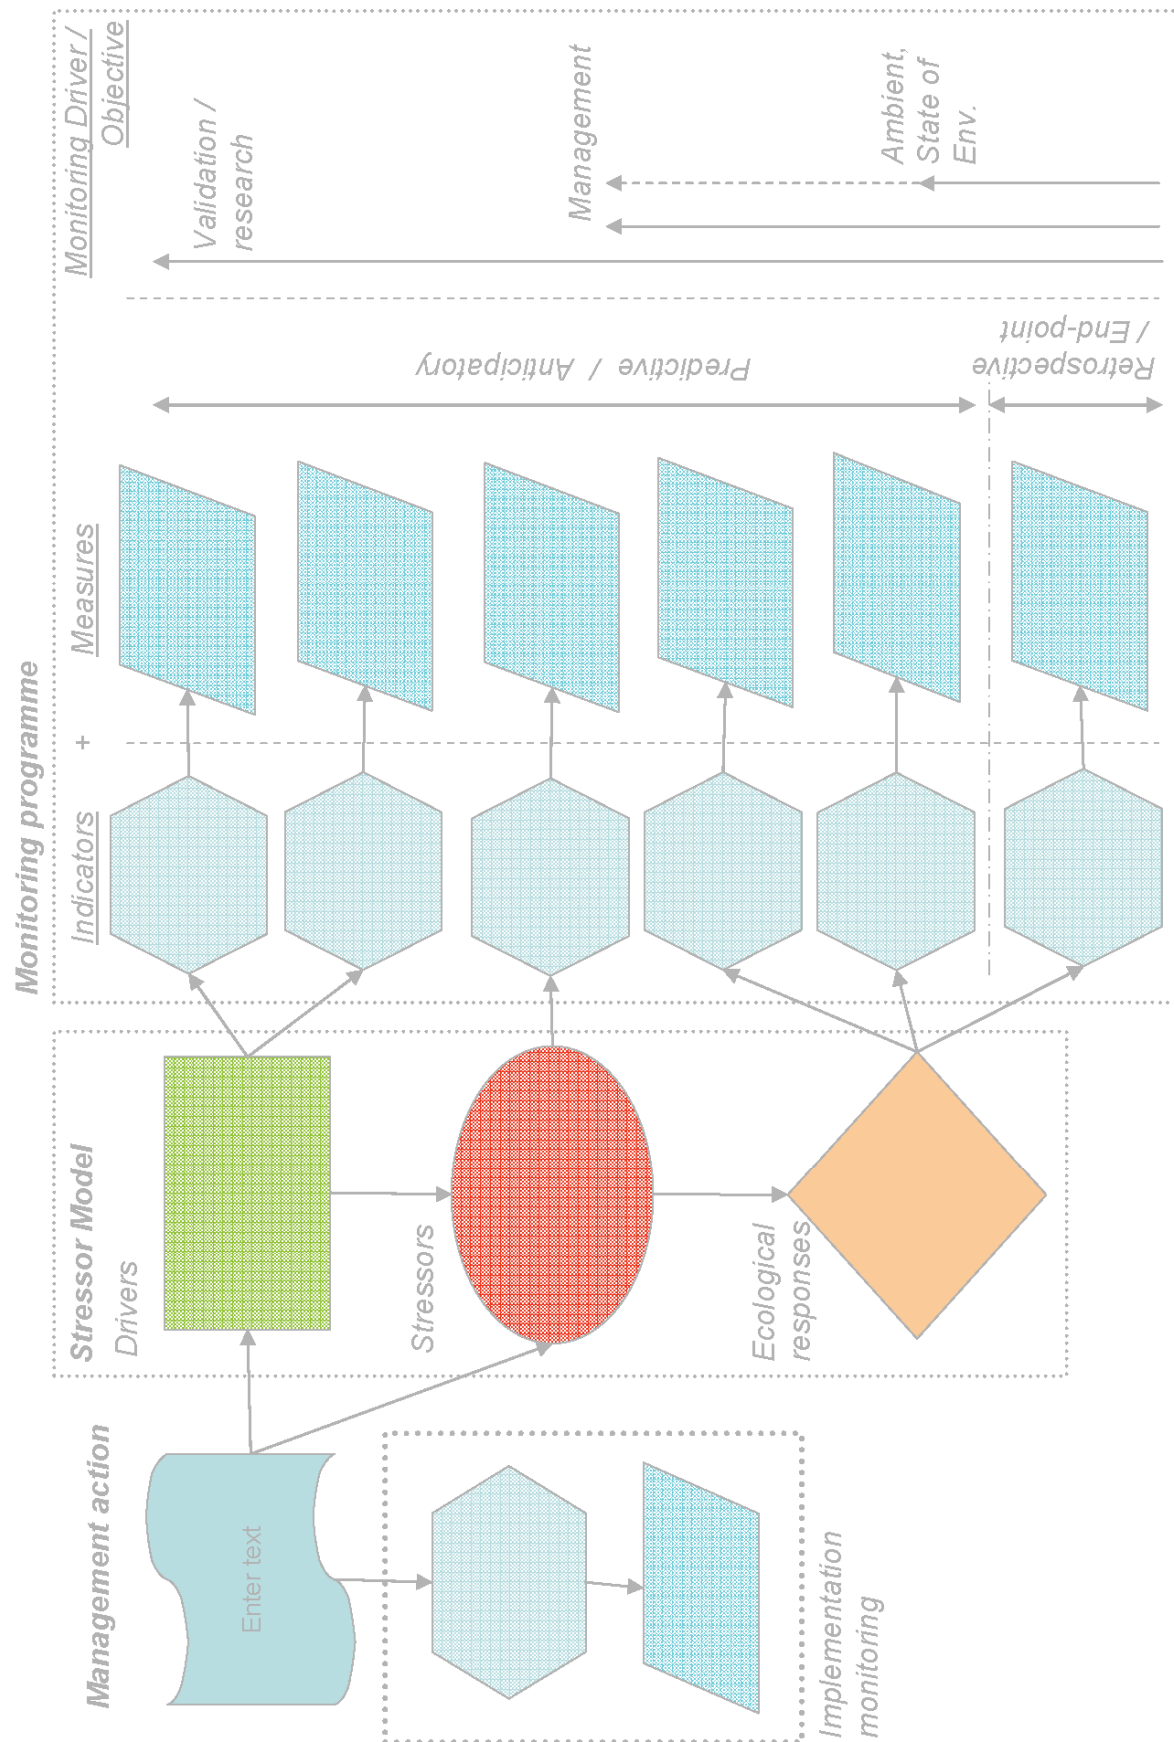 Management action
Enter text
Implementation
monitoring
Stressor Model
Drivers
Stressors
Ecological
responses
Monitoring programme
Indicators
+
Measures
Predictive / Anticipatory
Retrospective
/ End-point
Monitoring Driver /
Objective
Validation /
research
Management
Ambient,
State of
Env.